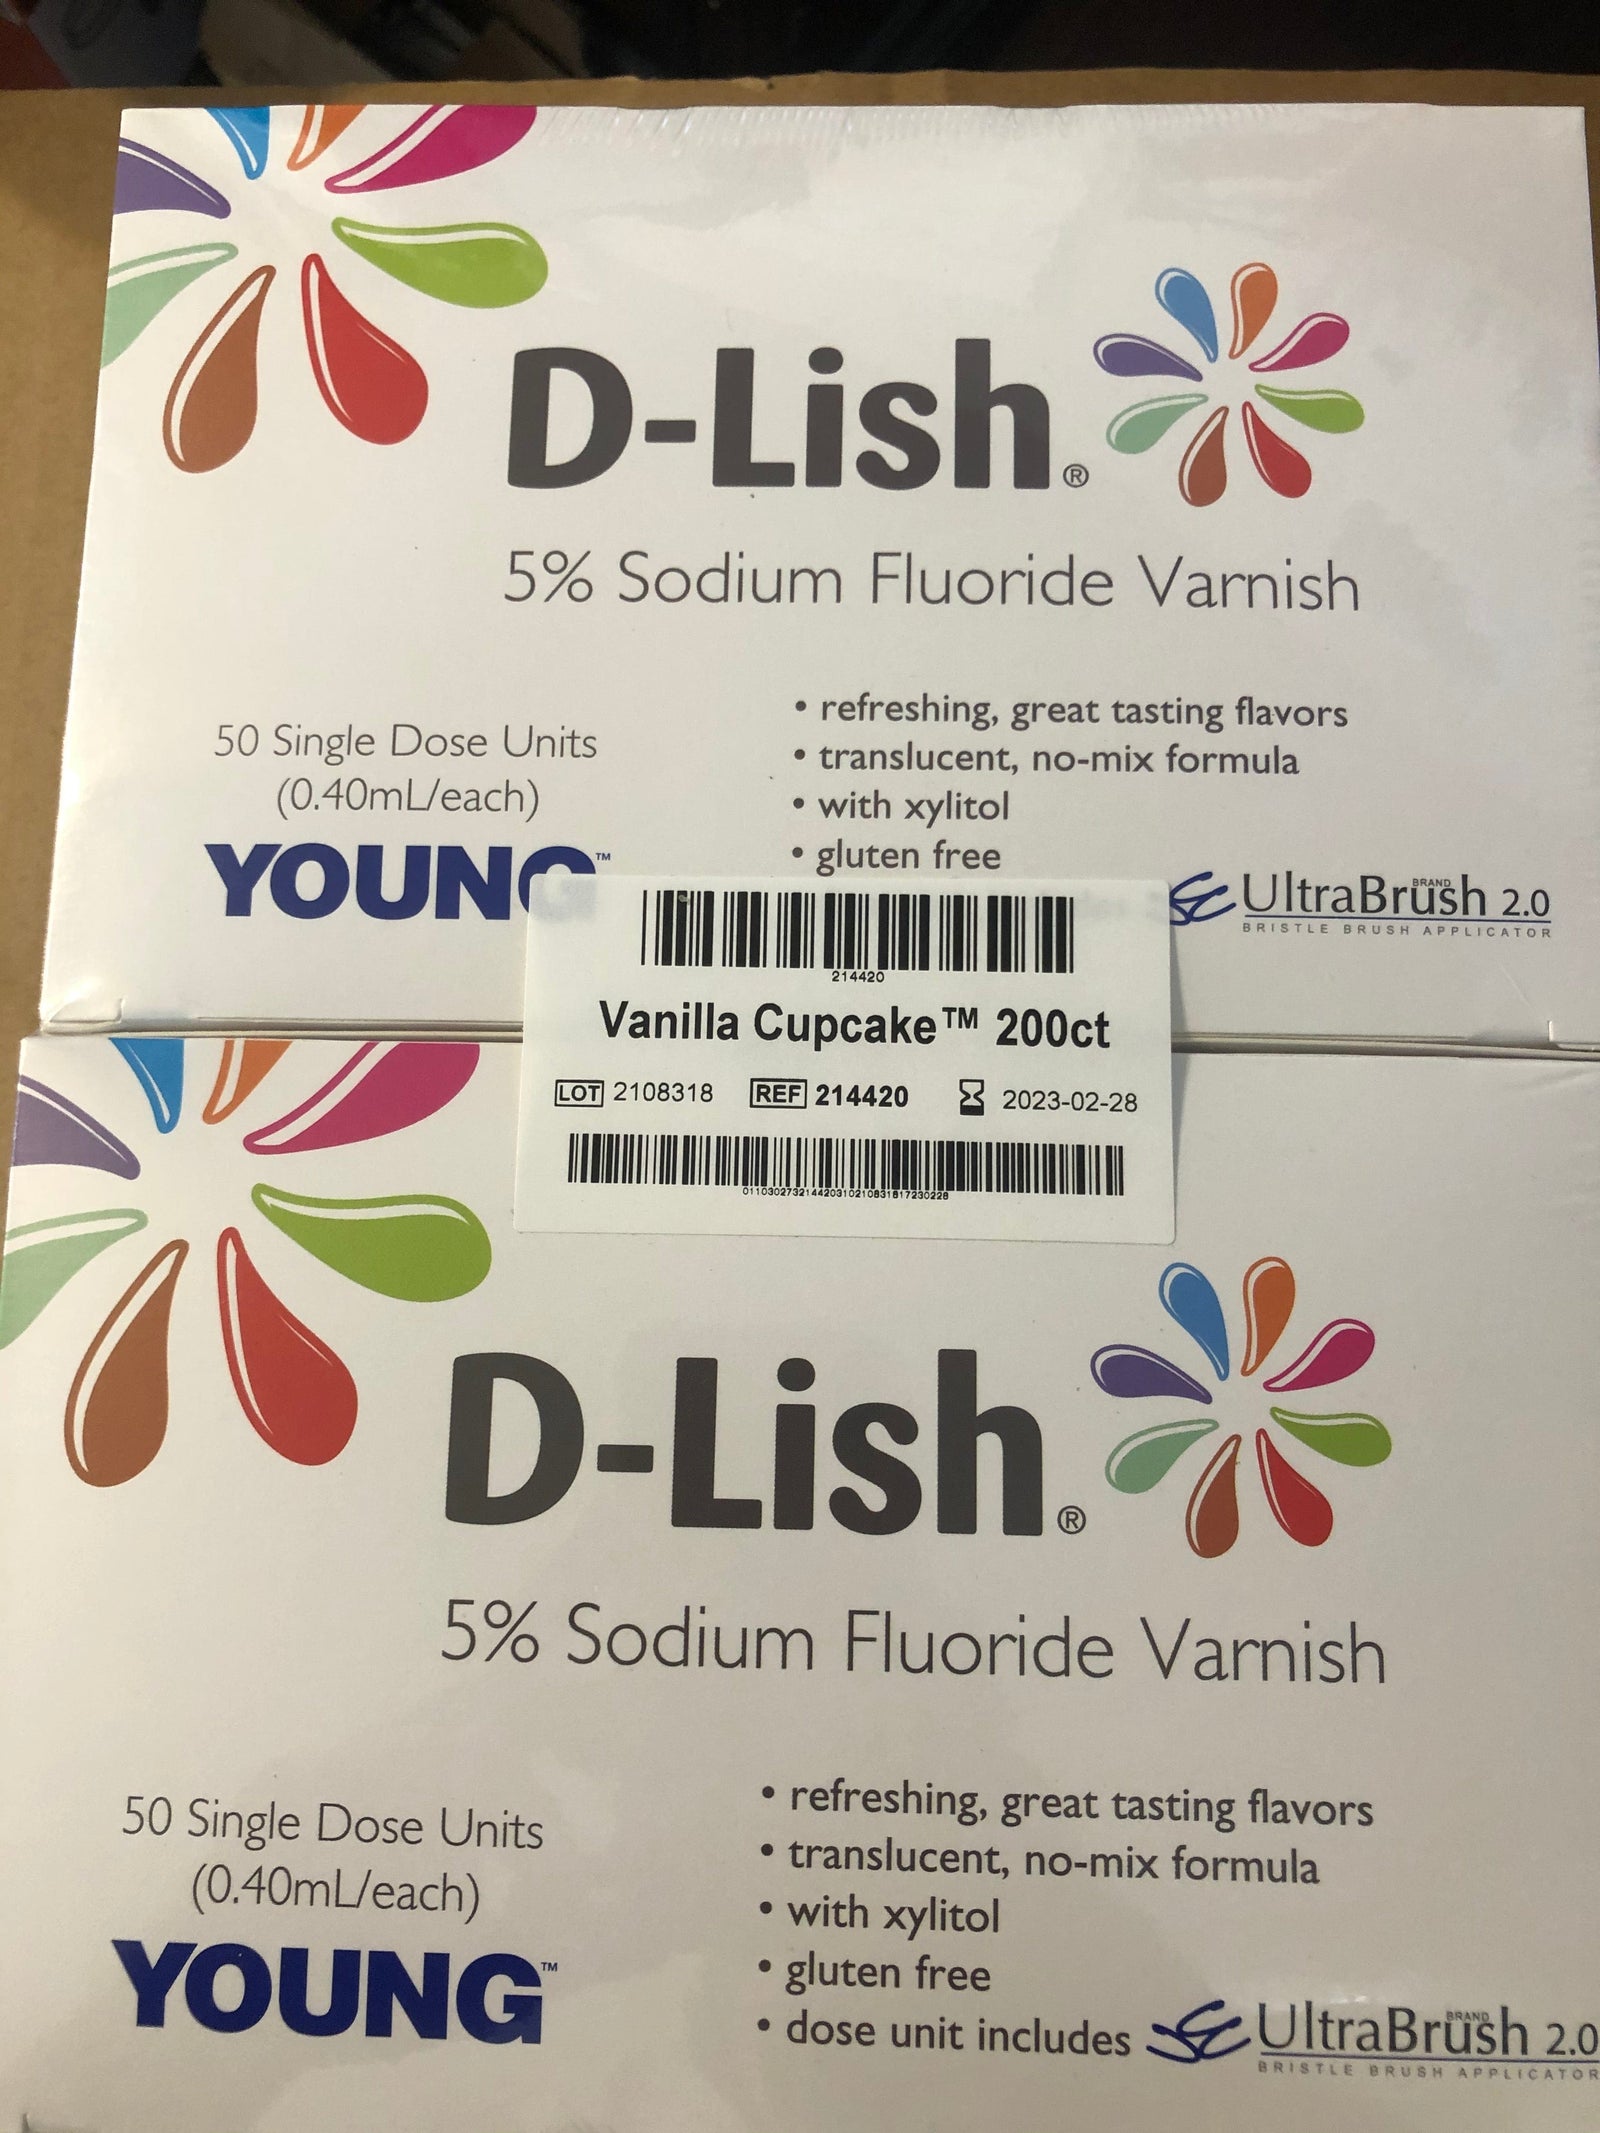 D-Lish®
5% Sodium Fluoride Varnish
50 Single Dose Units
(0.40mL/each)
YOUNG™
• refreshing, great tasting flavors
• translucent, no-mix formula
• with xylitol
• gluten free
UltraBrush 2.0
BRAND
BRISTLE BRUSH APPLICATOR
214420
Vanilla Cupcake™ 200ct
LOT 2108318 REF 214420 2023-02-28
011030273214420310210831817230228
D-Lish®
5% Sodium Fluoride Varnish
50 Single Dose Units
(0.40mL/each)
YOUNG™
• refreshing, great tasting flavors
• translucent, no-mix formula
• with xylitol
• gluten free
• dose unit includes UltraBrush 2.0
BRAND
BRISTLE BRUSH APPLICATOR